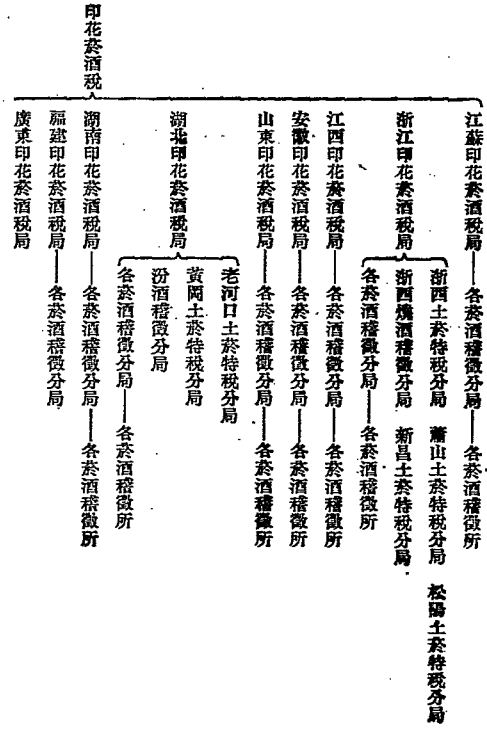 印花菸酒稅
江蘇印花菸酒稅局——各菸酒稽徵分局——各菸酒稽徵所
浙江印花菸酒稅局
浙西土菸特稅分局 蕭山土菸特稅分局 松陽土菸特稅分局
浙西燒酒稽徵分局 新昌土菸特稅分局
各菸酒稽徵分局——各菸酒稽徵所
江西印花菸酒稅局——各菸酒稽徵分局——各菸酒稽徵所
安徽印花菸酒稅局——各菸酒稽徵分局——各菸酒稽徵所
山東印花菸酒稅局——各菸酒稽徵分局——各菸酒稽徵所
湖北印花菸酒稅局
老河口土菸特稅分局
黃岡土菸特稅分局
汾酒稽徵分局
各菸酒稽徵分局——各菸酒稽徵所
湖南印花菸酒稅局——各菸酒稽徵分局——各菸酒稽徵所
福建印花菸酒稅局——各菸酒稽徵分局
廣東印花菸酒稅局